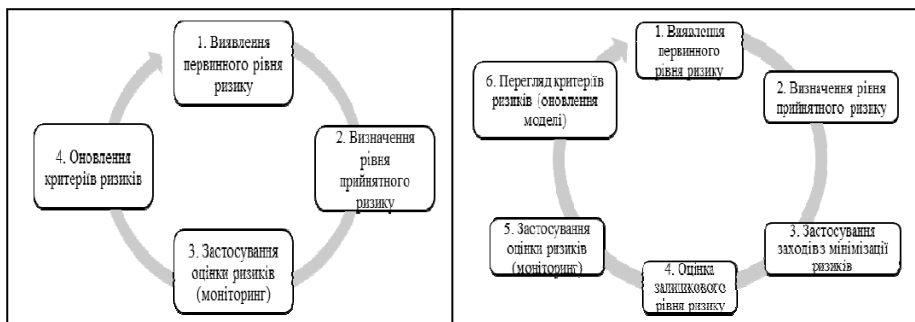 1. Виявлення
первинного рівня
ризику
2. Визначення
рівня
прийнятного
ризику
3. Застосування
оцінки ризиків
(моніторинг)
4. Оновлення
критеріїв ризиків
1. Виявлення
первинного
рівня ризику
2. Визначення рівня
прийнятного ризику
3. Застосування
заходів з мінімізації
ризиків
4. Оцінка
залишкового
рівня ризику
5. Застосування
оцінки ризиків
(моніторинг)
6. Перегляд критеріїв
ризиків (оновлення
моделі)